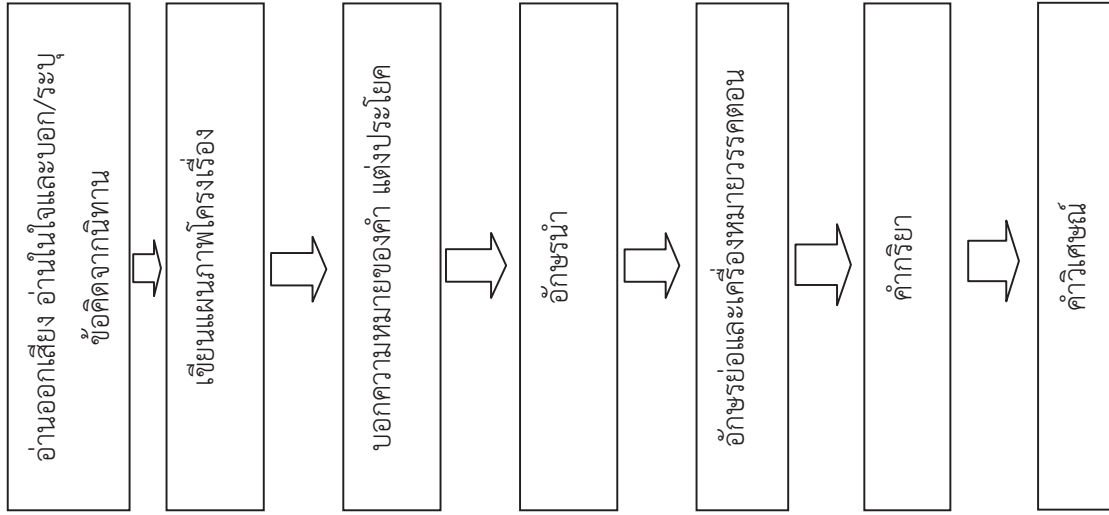 อ่านออกเสียง อ่านในใจและบอก/ระบุ
ข้อคิดจากนิทาน
เขียนแผนภาพโครงเรื่อง
บอกความหมายของคำ แต่งประโยค
อักษรนำ
อักษรย่อและเครื่องหมายวรรคตอน
คำกริยา
คำวิเศษณ์